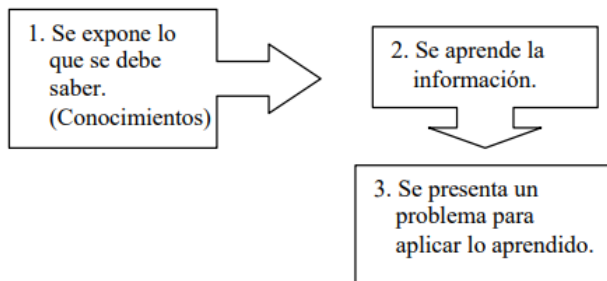 1. Se expone lo
que se debe
saber.
(Conocimientos)
2. Se aprende la
información.
3. Se presenta un
problema para
aplicar lo aprendido.